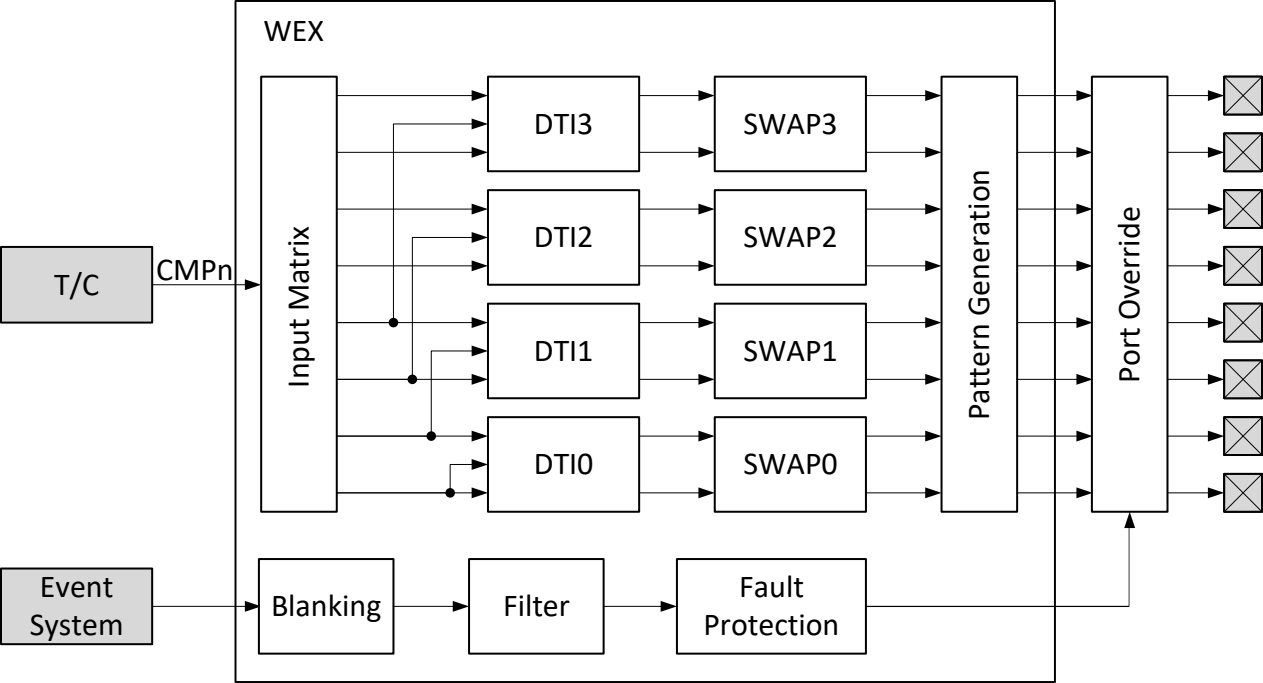 WEX
DTI3
SWAP3
DTI2
SWAP2
T/C
CMPn
Input Matrix
DTI1
SWAP1
Pattern Generation
Port Override
DTI0
SWAP0
Event
System
Blanking
Filter
Fault
Protection